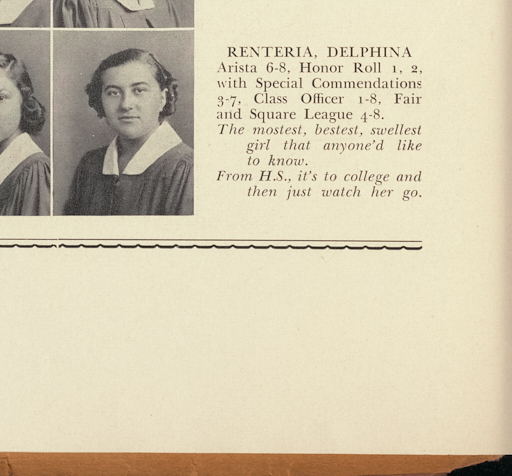 RENTERIA, DELPHINA
Arista 6-8, Honor Roll 1, 2,
with Special Commendations
3-7, Class Officer 1-8, Fair
and Square League 4-8.
The mostest, bestest, swellest
girl that anyone'd like
to know.
From H.S., it's to college and
then just watch her go.